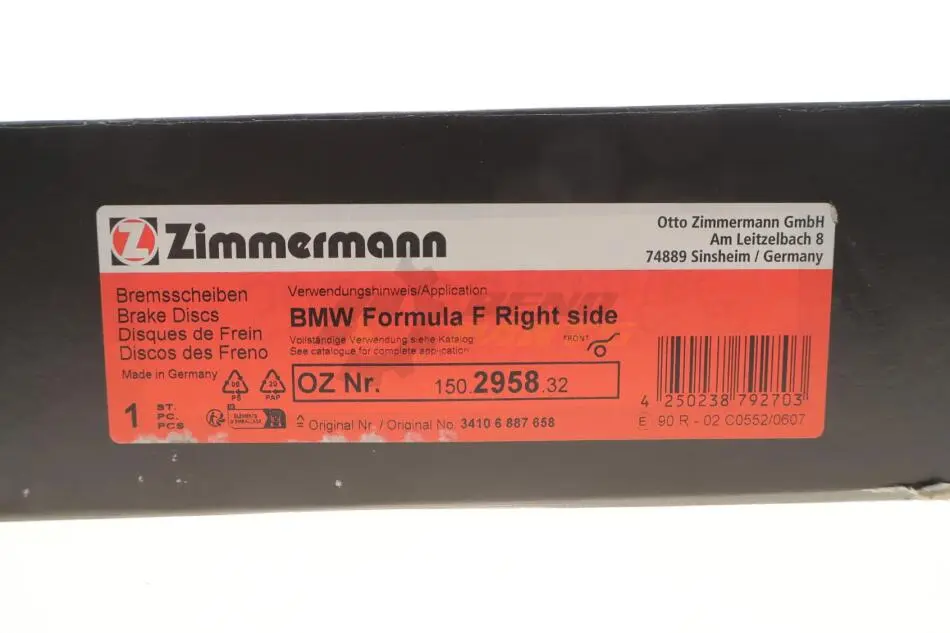 Z Zimmermann
Otto Zimmermann GmbH
Am Leitzelbach 8
74889 Sinsheim / Germany
Bremsscheiben
Brake Discs
Disques de Frein
Discos des Freno
Made in Germany
Verwendungshinweis/Application
BMW Formula F Right side
Vollständige Verwendung siehe Katalog
See catalogue for complete application
FRONT
OZ Nr. 150.2958.32
PAP
1 ST.
PC.
PCS
≙ Original Nr. / Original No. 3410 6 887 658
4 250238 792703
E 90 R - 02 C0552/0607